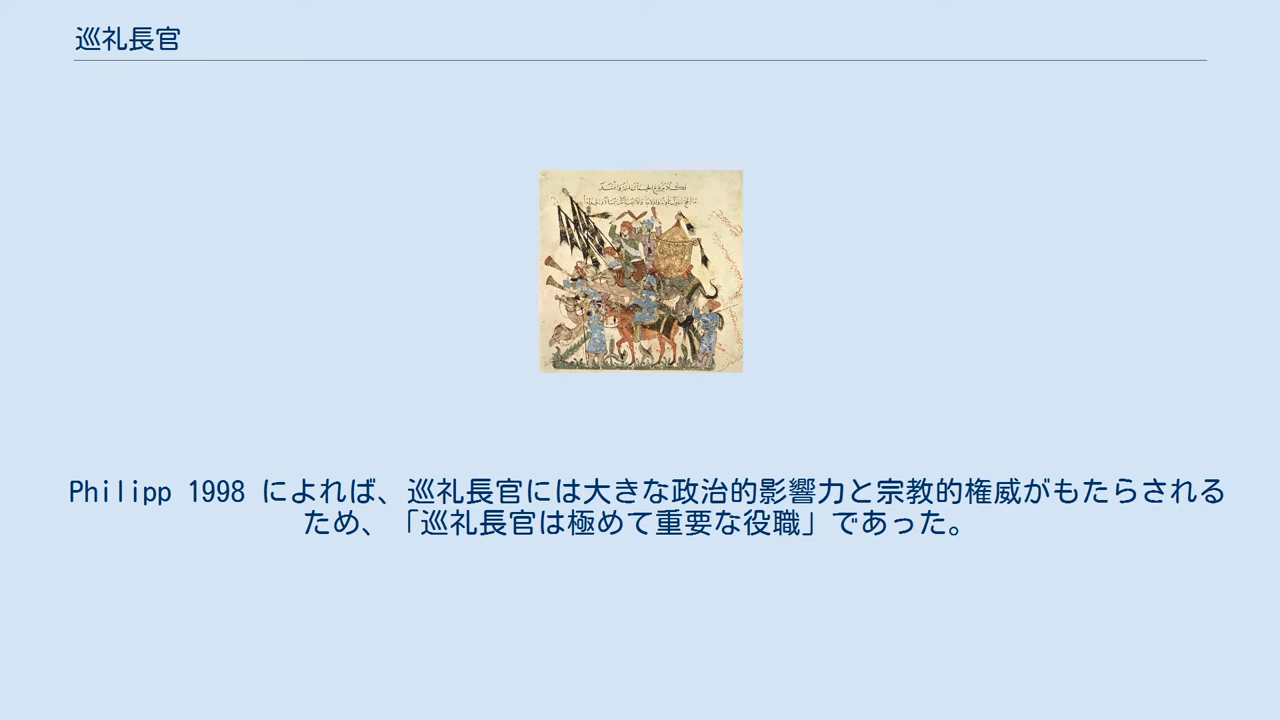 巡礼長官
Philipp 1998 によれば、巡礼長官には大きな政治的影響力と宗教的権威がもたらされる
ため、「巡礼長官は極めて重要な役職」であった。